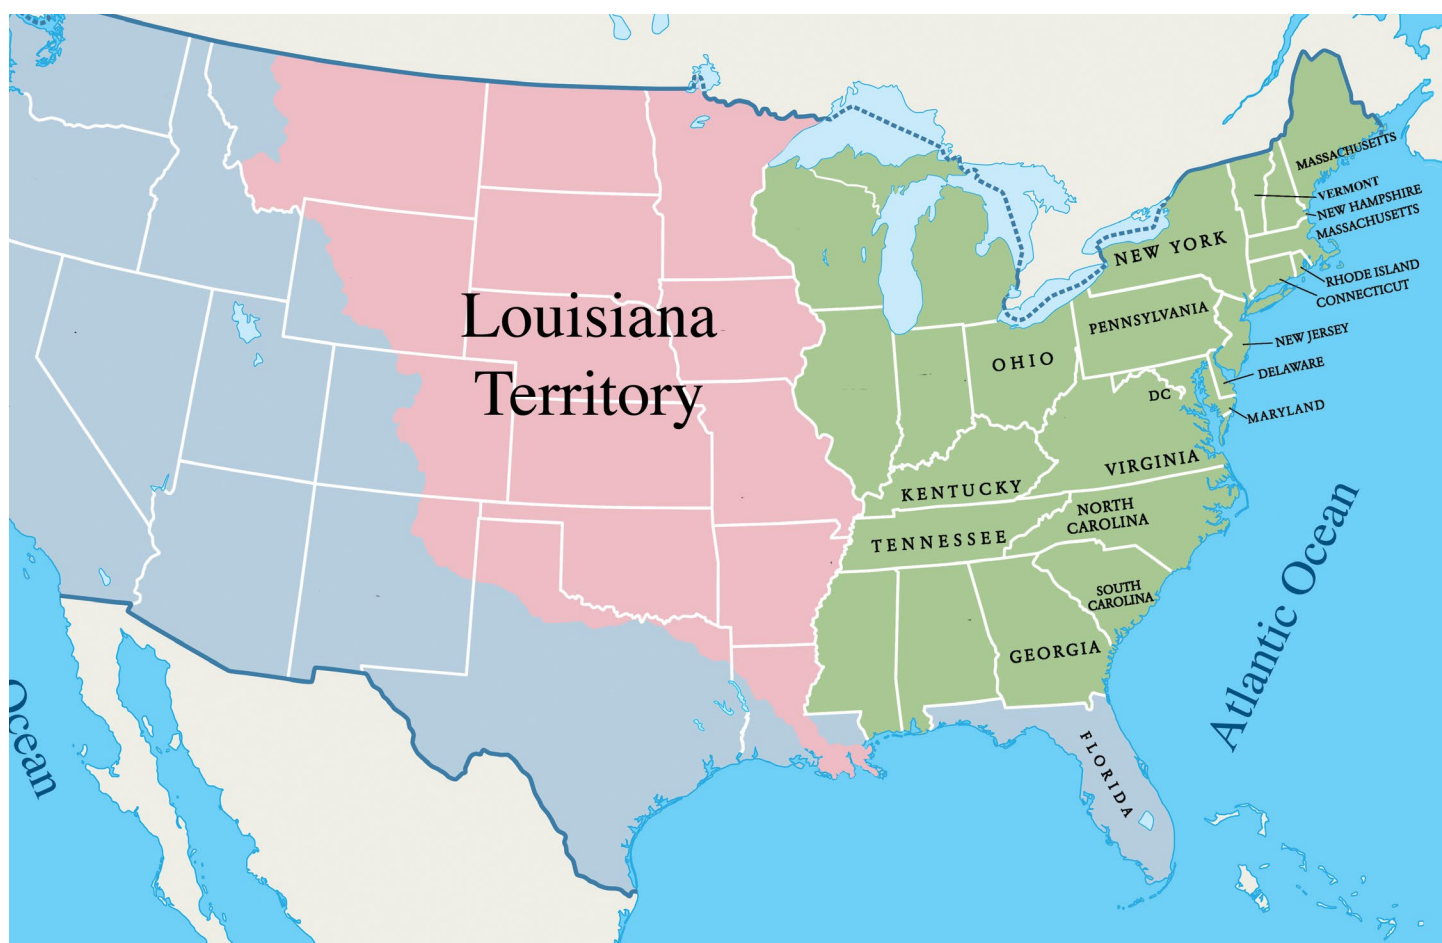 MASSACHUSETTS
VERMONT
NEW HAMPSHIRE
MASSACHUSETTS
NEW YORK
RHODE ISLAND
CONNECTICUT
PENNSYLVANIA
NEW JERSEY
Louisiana
Territory
OHIO
DELAWARE
DC
MARYLAND
VIRGINIA
KENTUCKY
NORTH
CAROLINA
TENNESSEE
SOUTH
CAROLINA
GEORGIA
Atlantic Ocean
Ocean
FLORIDA